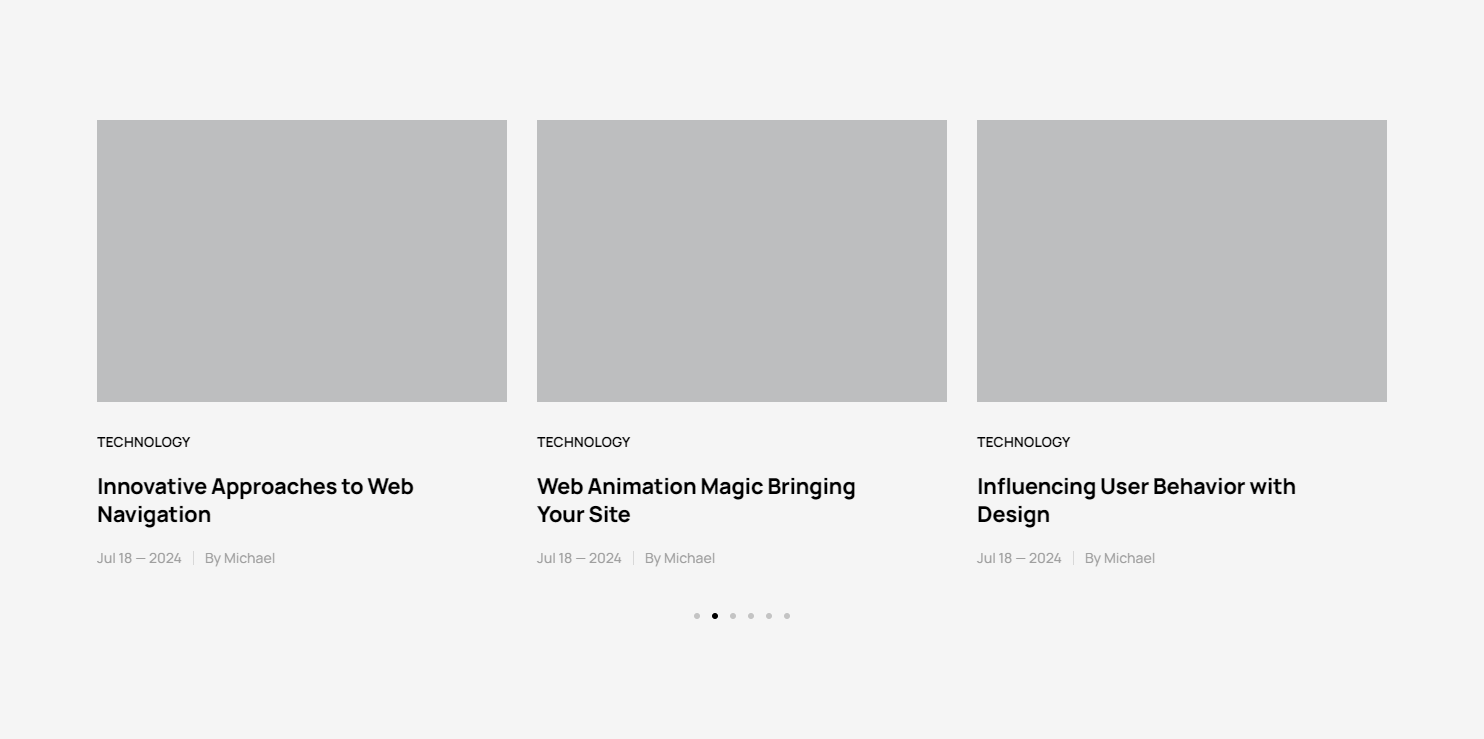 TECHNOLOGY
Innovative Approaches to Web
Navigation
Jul 18 — 2024 | By Michael
TECHNOLOGY
Web Animation Magic Bringing
Your Site
Jul 18 — 2024 | By Michael
TECHNOLOGY
Influencing User Behavior with
Design
Jul 18 — 2024 | By Michael